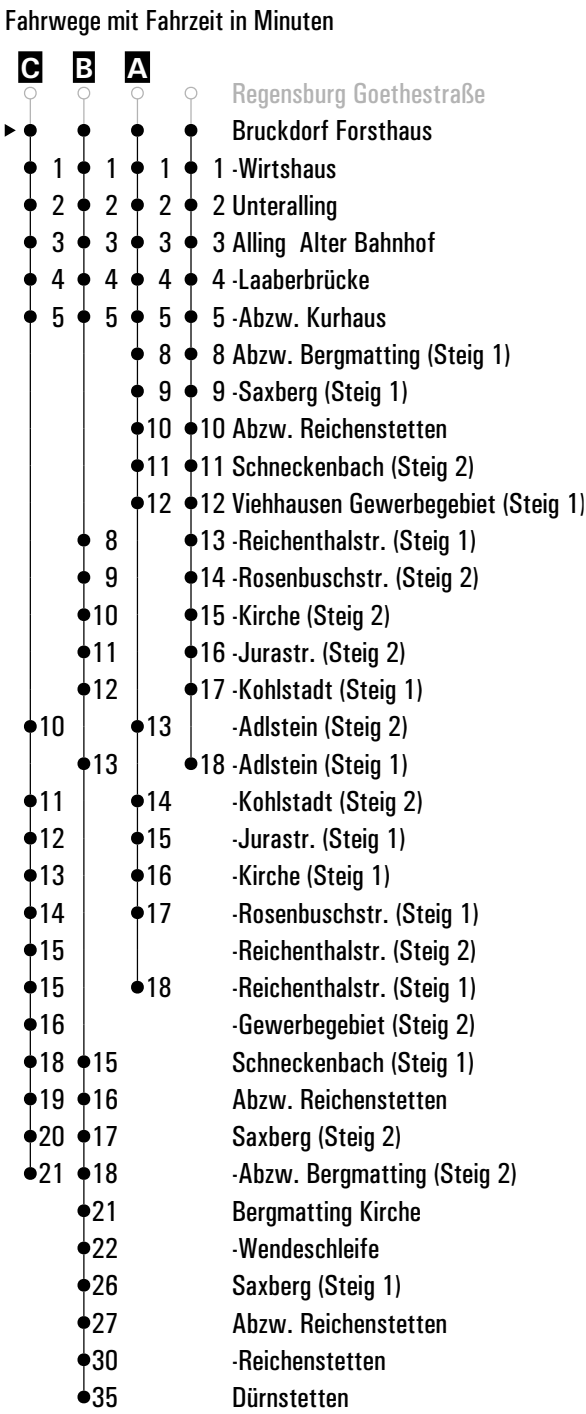 Fahrwege mit Fahrzeit in Minuten
C B A
Regensburg Goethestraße
Bruckdorf Forsthaus
1 1 1 1 -Wirtshaus
2 2 2 2 Unteralling
3 3 3 3 Alling Alter Bahnhof
4 4 4 4 -Laaberbrücke
5 5 5 5 -Abzw. Kurhaus
8 8 Abzw. Bergmatting (Steig 1)
9 9 -Saxberg (Steig 1)
10 10 Abzw. Reichenstetten
11 11 Schneckenbach (Steig 2)
12 12 Viehhausen Gewerbegebiet (Steig 1)
8 13 -Reichenthalstr. (Steig 1)
9 14 -Rosenbuschstr. (Steig 2)
10 15 -Kirche (Steig 2)
11 16 -Jurastr. (Steig 2)
12 17 -Kohlstadt (Steig 1)
10 13 -Adlstein (Steig 2)
13 18 -Adlstein (Steig 1)
11 14 -Kohlstadt (Steig 2)
12 15 -Jurastr. (Steig 1)
13 16 -Kirche (Steig 1)
14 17 -Rosenbuschstr. (Steig 1)
15 -Reichenthalstr. (Steig 2)
15 18 -Reichenthalstr. (Steig 1)
16 -Gewerbegebiet (Steig 2)
18 15 Schneckenbach (Steig 1)
19 16 Abzw. Reichenstetten
20 17 Saxberg (Steig 2)
21 18 -Abzw. Bergmatting (Steig 2)
21 Bergmatting Kirche
22 -Wendeschleife
26 Saxberg (Steig 1)
27 Abzw. Reichenstetten
30 -Reichenstetten
35 Dürnstetten